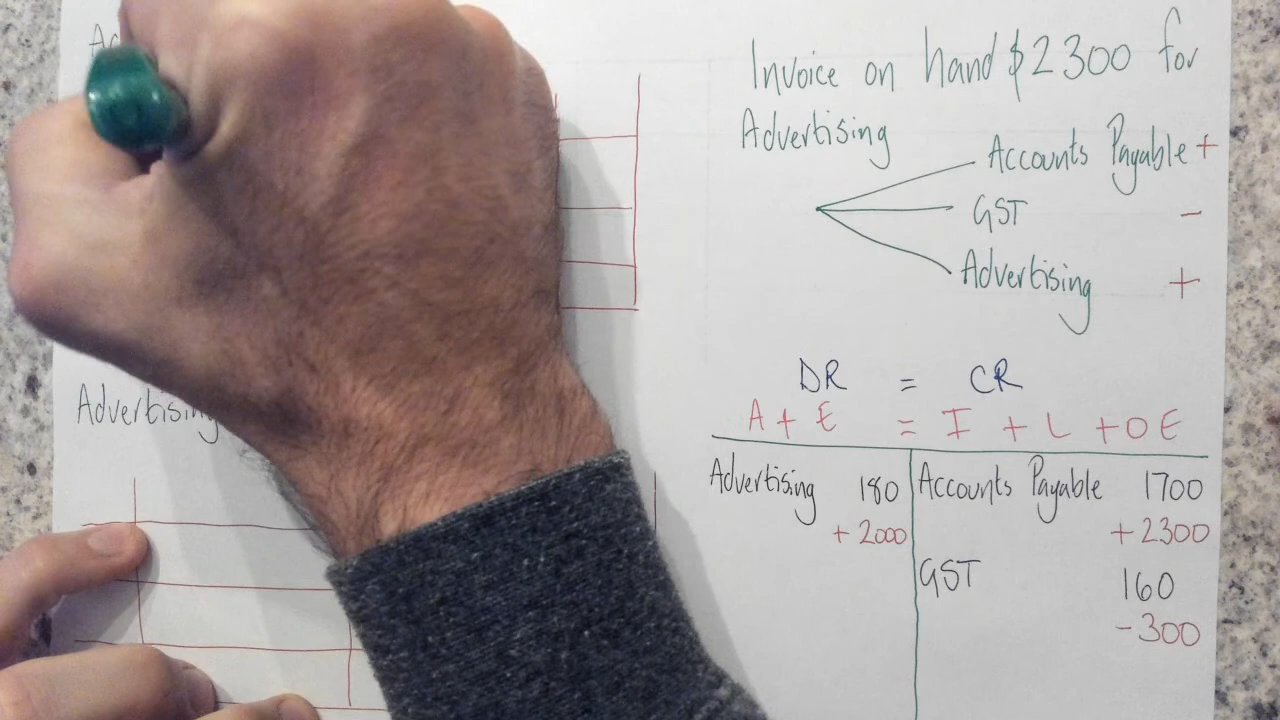 Advertising
Invoice on hand $2300 for
Advertising
Accounts Payable +
GST -
Advertising +
DR = CR
A + E = I + L + OE
Advertising 180 Accounts Payable 1700
+ 2000 + 2300
GST 160
- 300